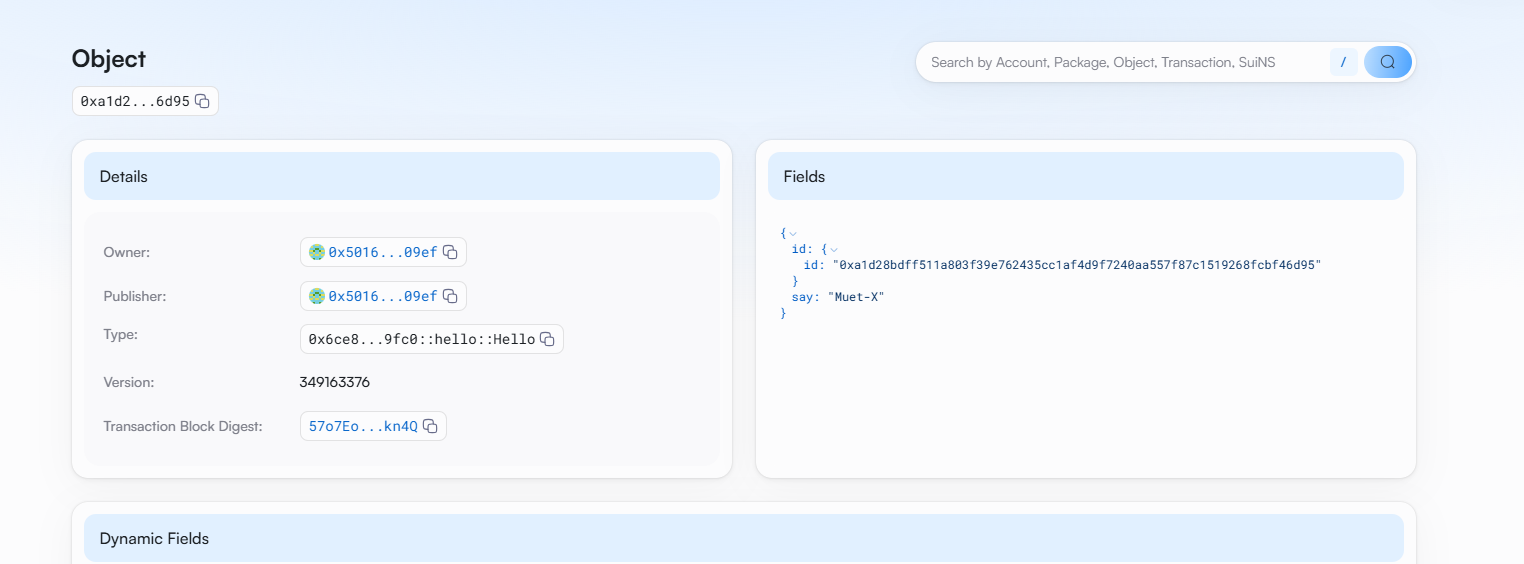 Object
Search by Account, Package, Object, Transaction, SuiNS /
0xa1d2...6d95
Details
Owner: 0x5016...09ef
Publisher: 0x5016...09ef
Type: 0x6ce8...9fc0::hello::Hello
Version: 349163376
Transaction Block Digest: 57o7Eo...kn4Q
Fields
{
id: {
id: "0xa1d28bdff511a803f39e762435cc1af4d9f7240aa557f87c1519268fcbf46d95"
}
say: "Muet-X"
}
Dynamic Fields